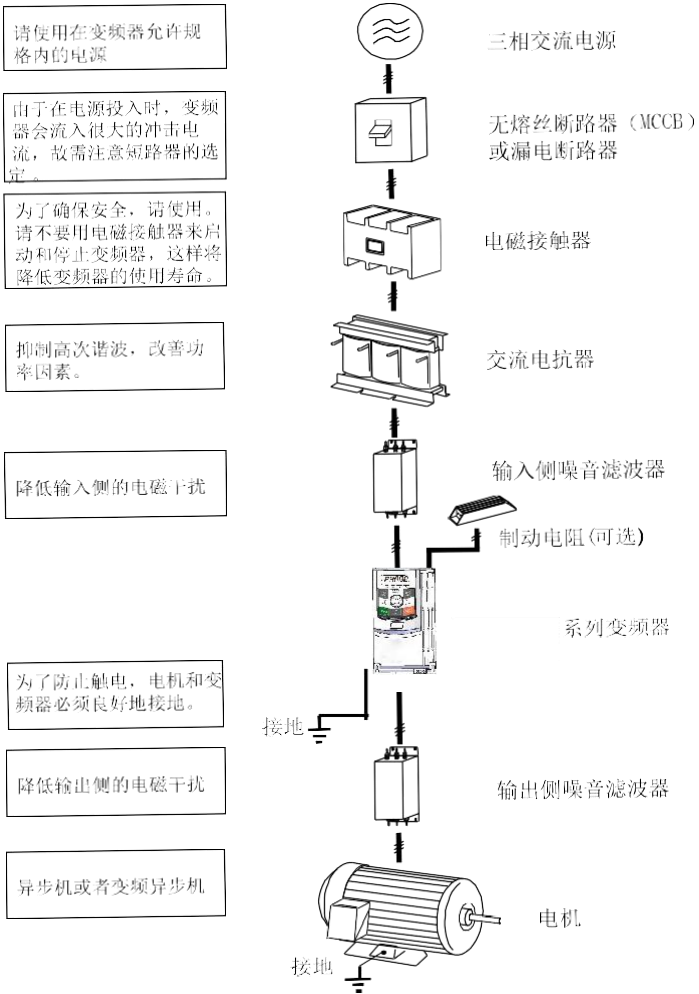 请使用在变频器允许规
格内的电源
三相交流电源
由于在电源投入时，变频
器会流入很大的冲击电
流，故需注意短路器的选
定。
无熔丝断路器（MCCB）
或漏电断路器
为了确保安全，请使用。
请不要用电磁接触器来启
动和停止变频器，这样将
降低变频器的使用寿命。
电磁接触器
抑制高次谐波，改善功
率因素。
交流电抗器
降低输入侧的电磁干扰
输入侧噪音滤波器
制动电阻(可选)
系列变频器
为了防止触电，电机和变
频器必须良好地接地。
接地
降低输出侧的电磁干扰
输出侧噪音滤波器
异步机或者变频异步机
电机
接地